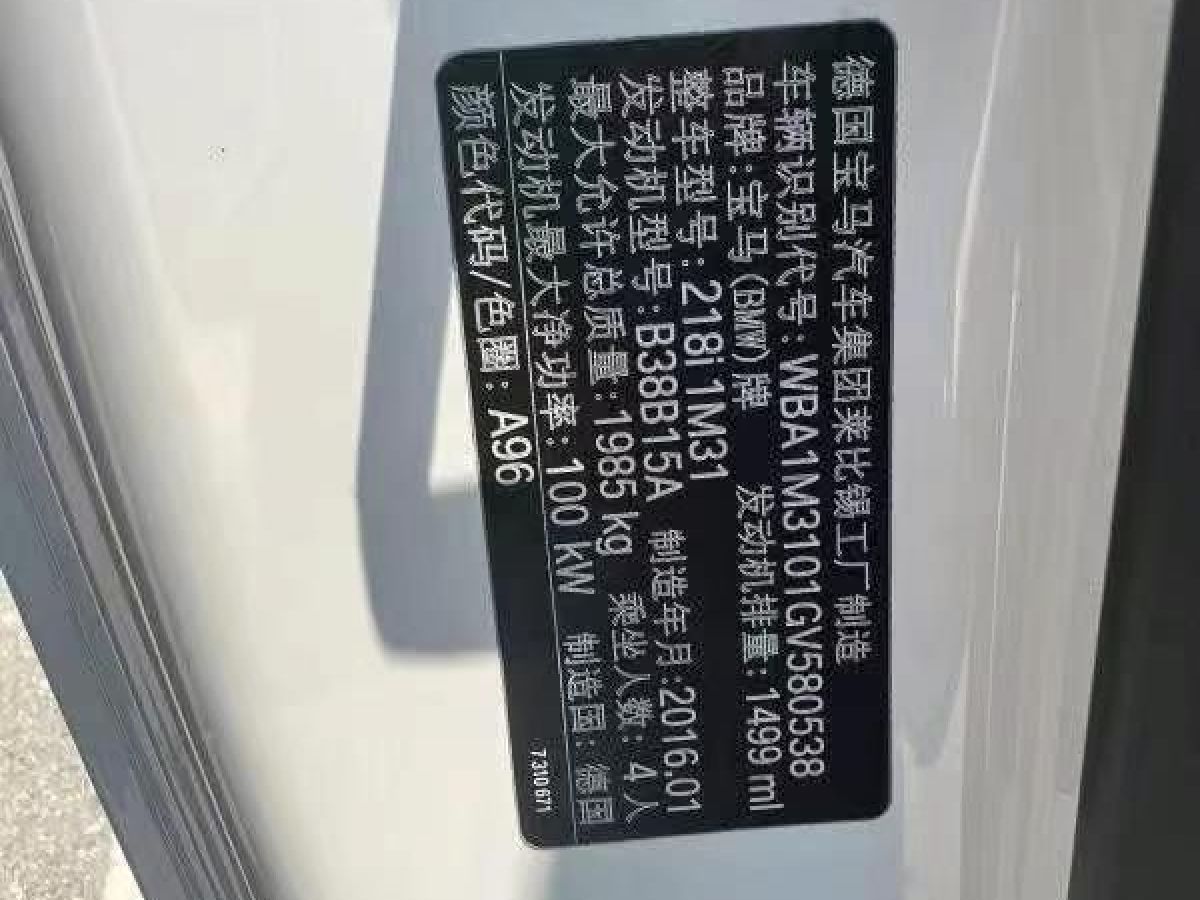 德国宝马汽车集团莱比锡工厂制造
车辆识别代号:WBA1M3101GV580538
品牌:宝马(BMW)牌 发动机排量:1499 ml
整车型号:218i 1M31
发动机型号:B38B15A 制造年月:2016.01
最大允许总质量:1985 kg 乘坐人数:4人
发动机最大净功率:100 kW 制造国:德国
颜色代码/色圈:A96
7310671